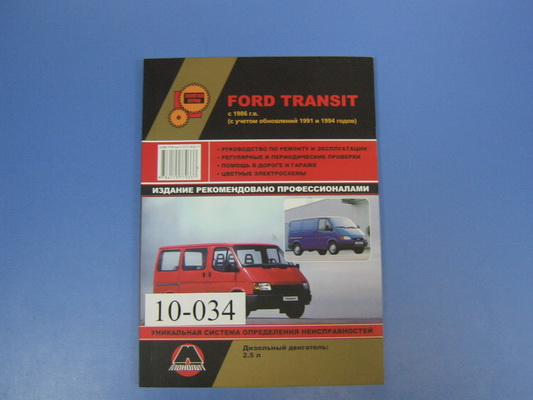 FORD TRANSIT
с 1986 г.в.
(с учетом обновлений 1991 и 1994 годов)
• РУКОВОДСТВО ПО РЕМОНТУ И ЭКСПЛУАТАЦИИ
• РЕГУЛЯРНЫЕ И ПЕРИОДИЧЕСКИЕ ПРОВЕРКИ
• ПОМОЩЬ В ДОРОГЕ И ГАРАЖЕ
• ЦВЕТНЫЕ ЭЛЕКТРОСХЕМЫ
ИЗДАНИЕ РЕКОМЕНДОВАНО ПРОФЕССИОНАЛАМИ
10-034
УНИКАЛЬНАЯ СИСТЕМА ОПРЕДЕЛЕНИЯ НЕИСПРАВНОСТЕЙ
Дизельный двигатель:
2.5 л
МОНОЛИТ